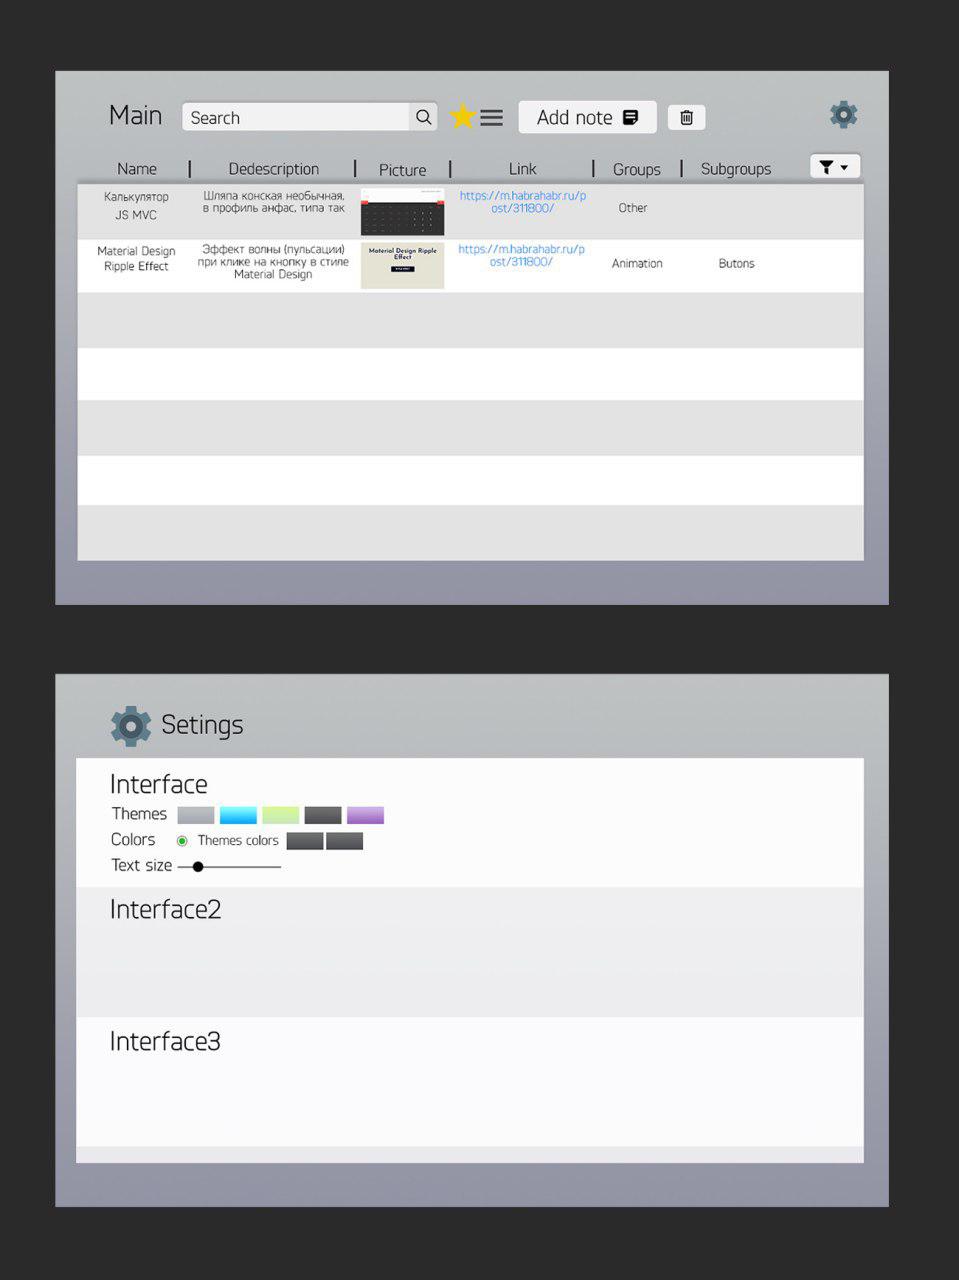 Main
Search
Add note
Name
Dedescription
Picture
Link
Groups
Subgroups
Калькулятор
JS MVC
Шляпа конская необычная,
в профиль анфас, типа так
https://m.habrahabr.ru/p
ost/311800/
Other
Material Design
Ripple Effect
Эффект волны (пульсации)
при клике на кнопку в стиле
Material Design
Material Design Ripple
Effect
https://m.habrahabr.ru/p
ost/311800/
Animation
Butons
Setings
Interface
Themes
Colors
Themes colors
Text size
Interface2
Interface3